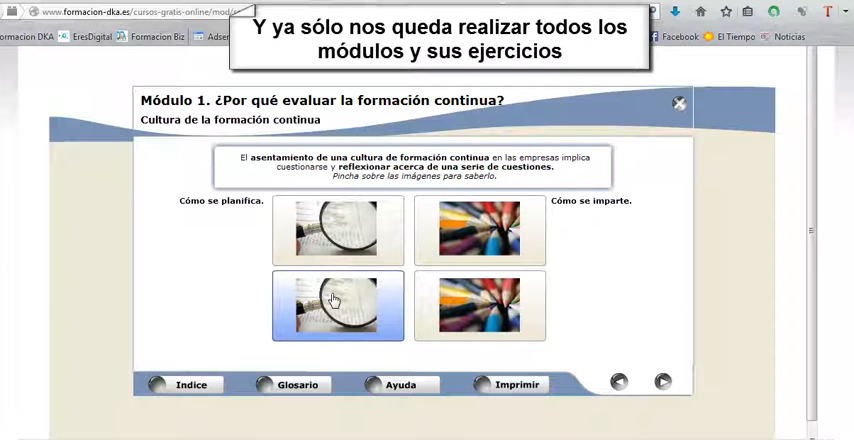 www.formacion-dka.es/cursos-gratis-online/mod/
Y ya sólo nos queda realizar todos los
módulos y sus ejercicios
ormacion DKA EresDigital Formacion Biz Adsen Facebook El Tiempo Noticias
Módulo 1. ¿Por qué evaluar la formación continua?
Cultura de la formación continua
El asentamiento de una cultura de formación continua en las empresas implica
cuestionarse y reflexionar acerca de una serie de cuestiones.
Pincha sobre las imágenes para saberlo.
Cómo se planifica. Cómo se imparte.
Indice Glosario Ayuda Imprimir